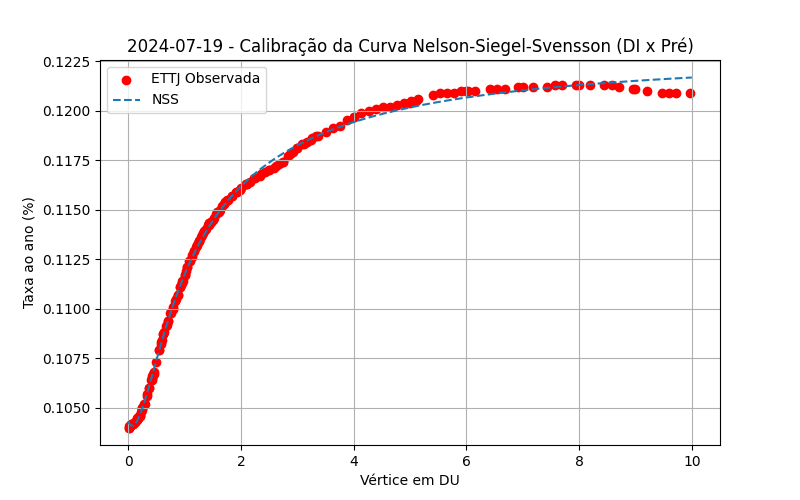 2024-07-19 - Calibração da Curva Nelson-Siegel-Svensson (DI x Pré)
ETTJ Observada
NSS
Taxa ao ano (%)
0.1225
0.1200
0.1175
0.1150
0.1125
0.1100
0.1075
0.1050
0 2 4 6 8 10
Vértice em DU